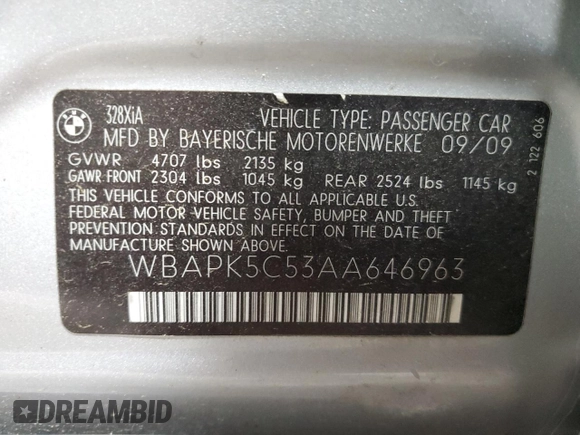 BMW
328XiA
VEHICLE TYPE: PASSENGER CAR
MFD BY BAYERISCHE MOTORENWERKE 09/09
GVWR 4707 lbs 2135 kg
GAWR FRONT 2304 lbs 1045 kg REAR 2524 lbs 1145 kg
THIS VEHICLE CONFORMS TO ALL APPLICABLE U.S.
FEDERAL MOTOR VEHICLE SAFETY, BUMPER AND THEFT
PREVENTION STANDARDS IN EFFECT ON THE DATE OF
MANUFACTURE SHOWN ABOVE.
WBAPK5C53AA646963
2 122 606
DREAMBID